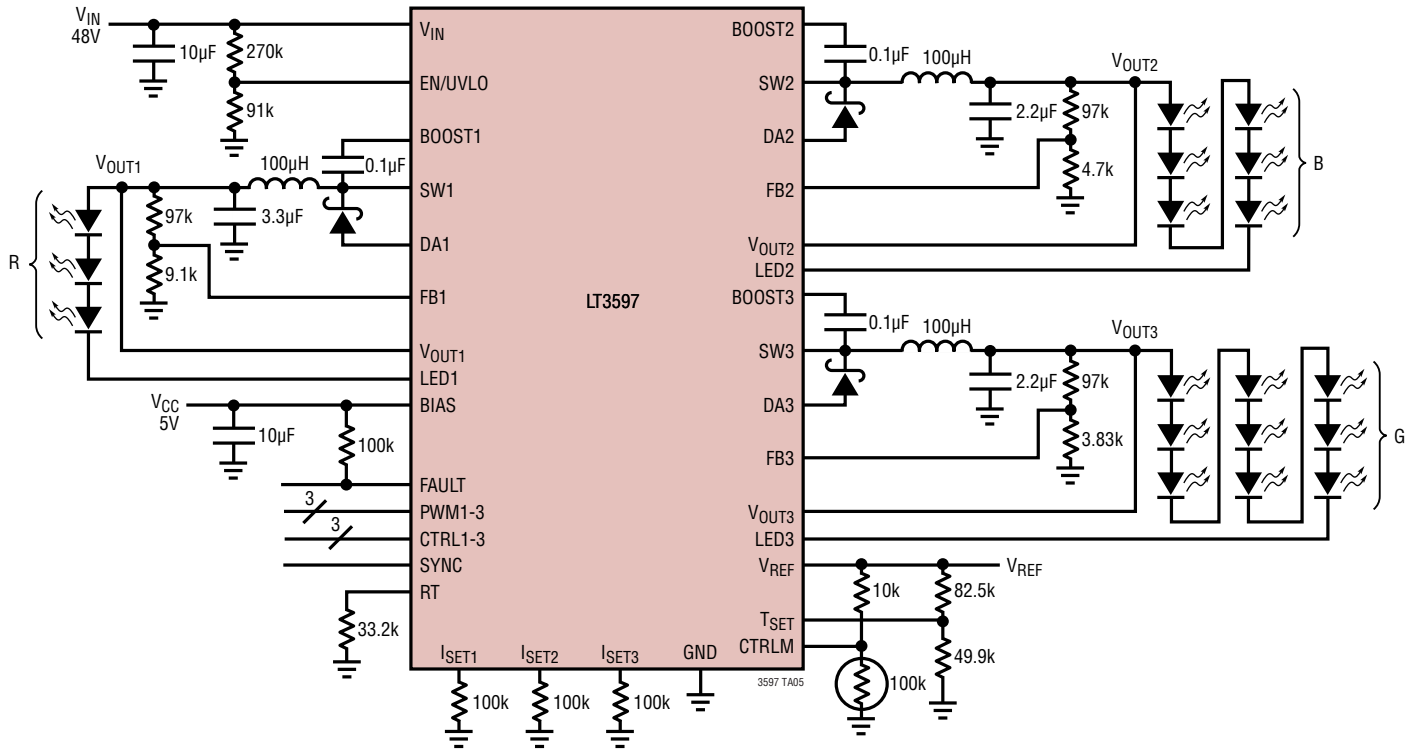 VIN
48V
10µF
270k
91k
VIN
EN/UVLO
BOOST1
SW1
DA1
FB1
VOUT1
LED1
BIAS
FAULT
PWM1-3
CTRL1-3
SYNC
RT
VOUT1
100µH
0.1µF
97k
3.3µF
9.1k
R
VCC
5V
10µF
100k
3
3
33.2k
ISET1
ISET2
ISET3
GND
100k
100k
100k
LT3597
BOOST2
SW2
DA2
FB2
VOUT2
LED2
BOOST3
SW3
DA3
FB3
VOUT3
LED3
VREF
TSET
CTRLM
3597 TA05
0.1µF
100µH
VOUT2
2.2µF
97k
4.7k
B
0.1µF
100µH
VOUT3
2.2µF
97k
3.83k
G
VREF
10k
82.5k
49.9k
100k